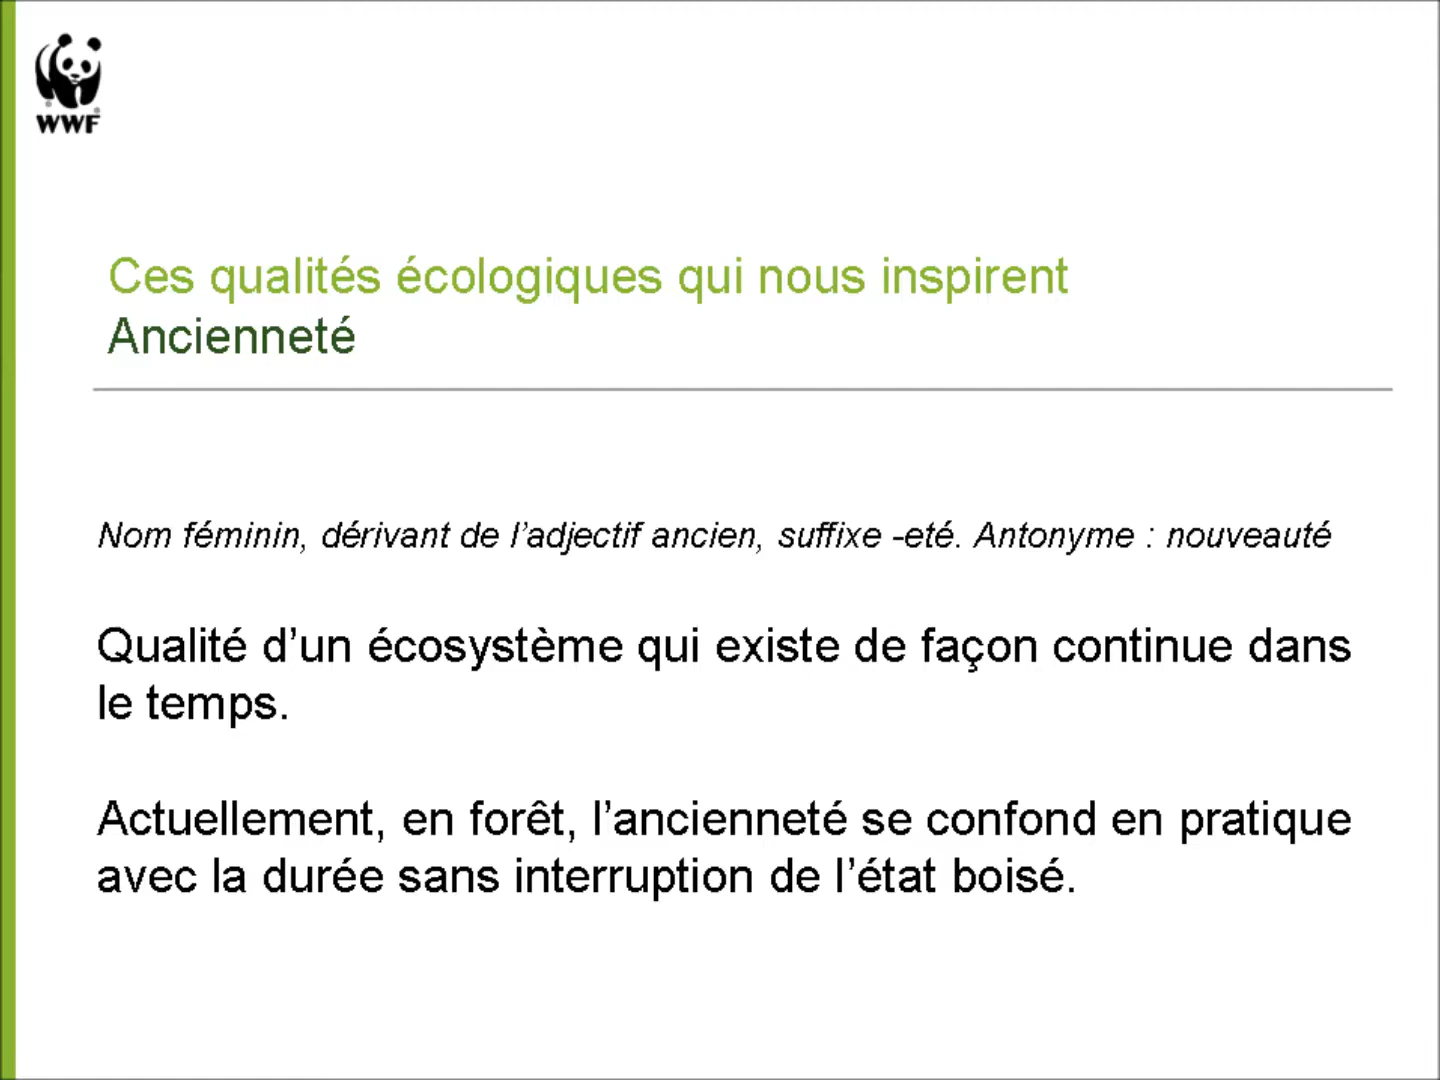 WWF
Ces qualités écologiques qui nous inspirent
Ancienneté
Nom féminin, dérivant de l’adjectif ancien, suffixe -eté. Antonyme : nouveauté
Qualité d’un écosystème qui existe de façon continue dans
le temps.
Actuellement, en forêt, l’ancienneté se confond en pratique
avec la durée sans interruption de l’état boisé.